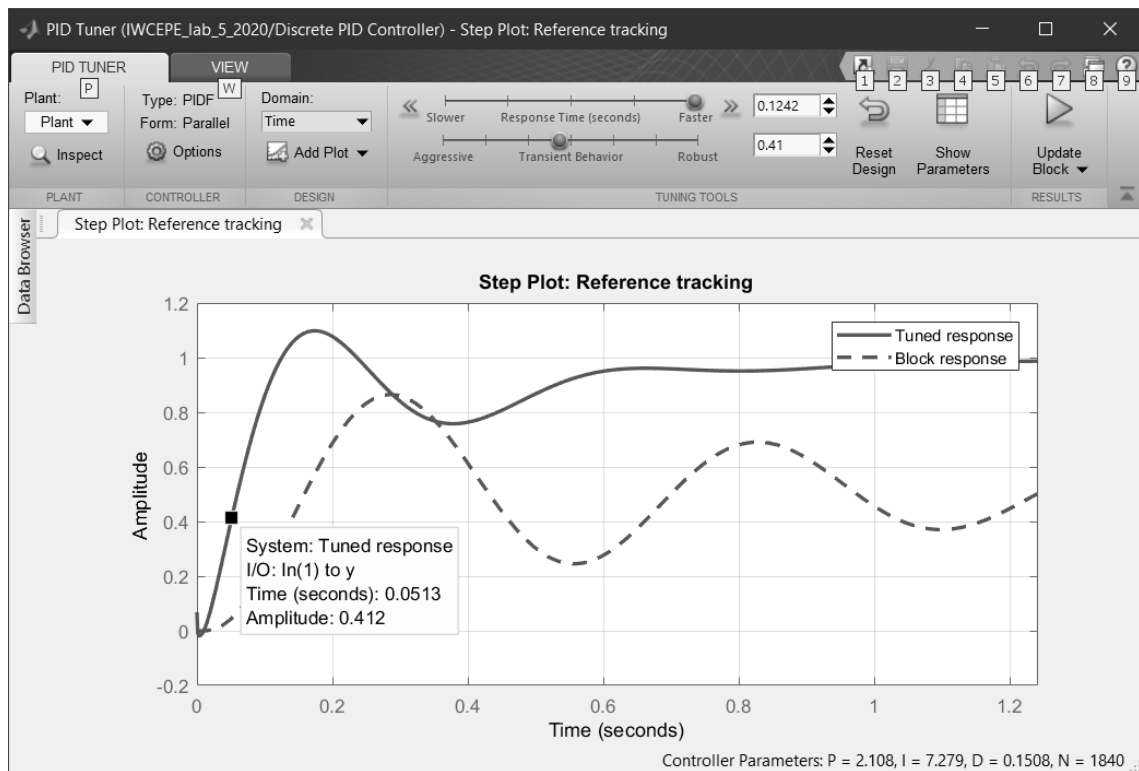 PID Tuner (IWCEPE_lab_5_2020/Discrete PID Controller) - Step Plot: Reference tracking
PID TUNER
VIEW
P
W
1 2 3 4 5 6 7 8 9
Plant:
Plant
Inspect
Type: PIDF
Form: Parallel
Options
Domain:
Time
Add Plot
Slower Response Time (seconds) Faster
0.1242
Aggressive Transient Behavior Robust
0.41
Reset
Design
Show
Parameters
Update
Block
PLANT CONTROLLER DESIGN TUNING TOOLS RESULTS
Data Browser
Step Plot: Reference tracking
Step Plot: Reference tracking
Tuned response
Block response
1.2
1
0.8
0.6
0.4
0.2
0
-0.2
Amplitude
System: Tuned response
I/O: In(1) to y
Time (seconds): 0.0513
Amplitude: 0.412
0 0.2 0.4 0.6 0.8 1 1.2
Time (seconds)
Controller Parameters: P = 2.108, I = 7.279, D = 0.1508, N = 1840